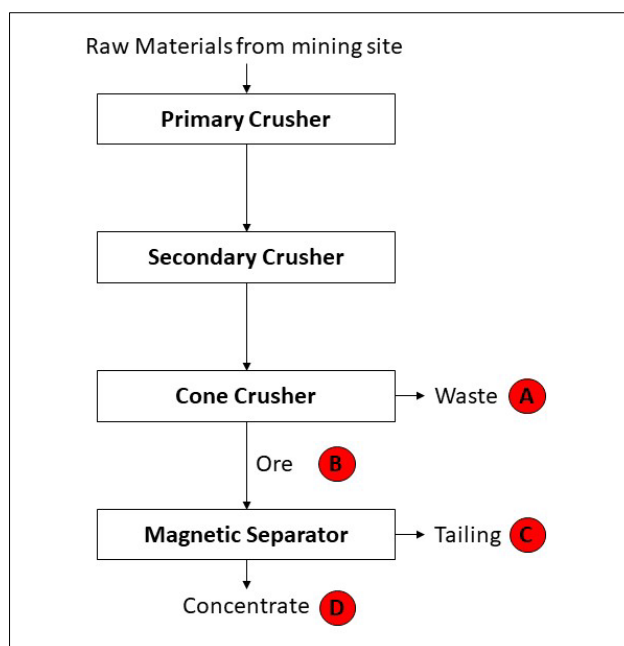 Raw Materials from mining site
Primary Crusher
Secondary Crusher
Cone Crusher
Waste A
Ore B
Magnetic Separator
Tailing C
Concentrate D